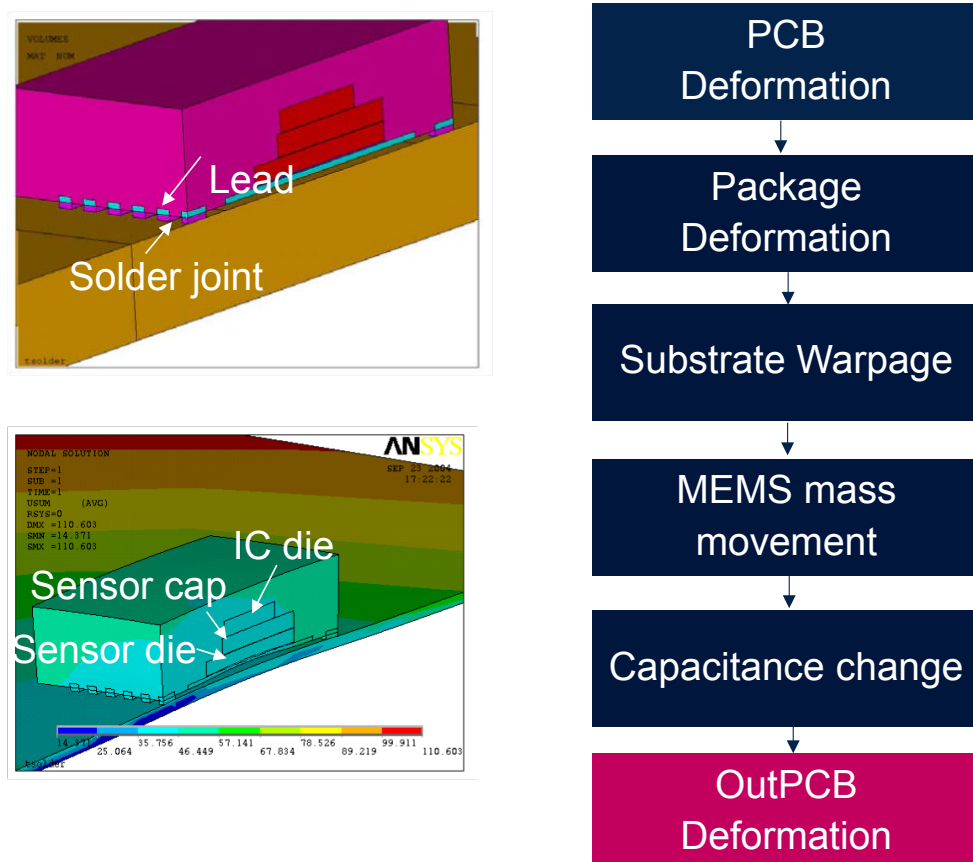 VOLUMES
MAT NUM
Lead
Solder joint
tsolder
ANSYS
NODAL SOLUTION
SEP 23 2004
17:22:22
STEP=1
SUB =1
TIME=1
USUM (AVG)
RSYS=0
DMX =110.603
SMN =14.371
SMX =110.603
IC die
Sensor cap
Sensor die
14.371 35.756 57.141 78.526 99.911
25.064 46.449 67.834 89.219 110.603
tsolder
PCB
Deformation
Package
Deformation
Substrate Warpage
MEMS mass
movement
Capacitance change
OutPCB
Deformation